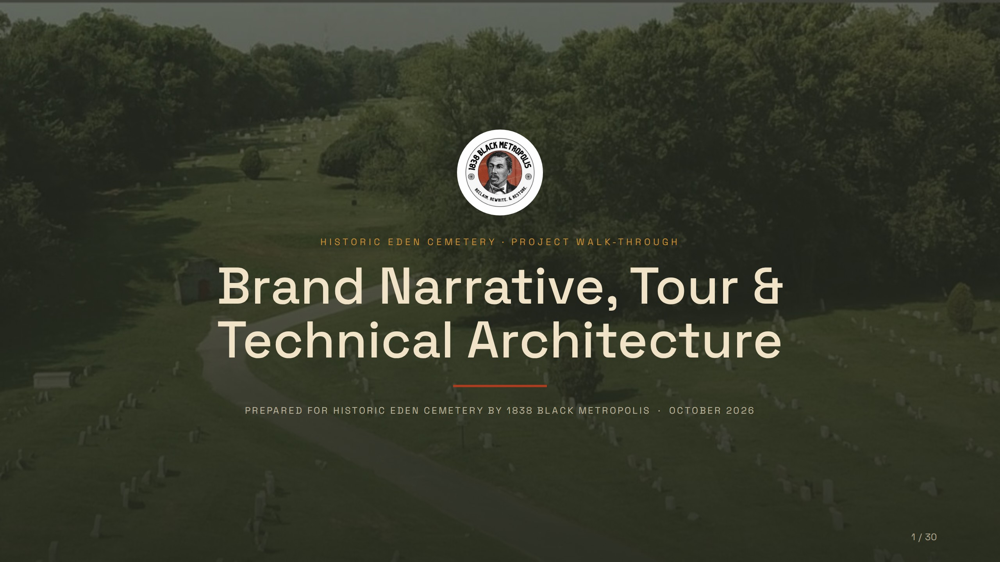 1838 BLACK METROPOLIS
RECLAIM. REWRITE. & RESTORE.
HISTORIC EDEN CEMETERY · PROJECT WALK-THROUGH
Brand Narrative, Tour &
Technical Architecture
PREPARED FOR HISTORIC EDEN CEMETERY BY 1838 BLACK METROPOLIS · OCTOBER 2026
1 / 30